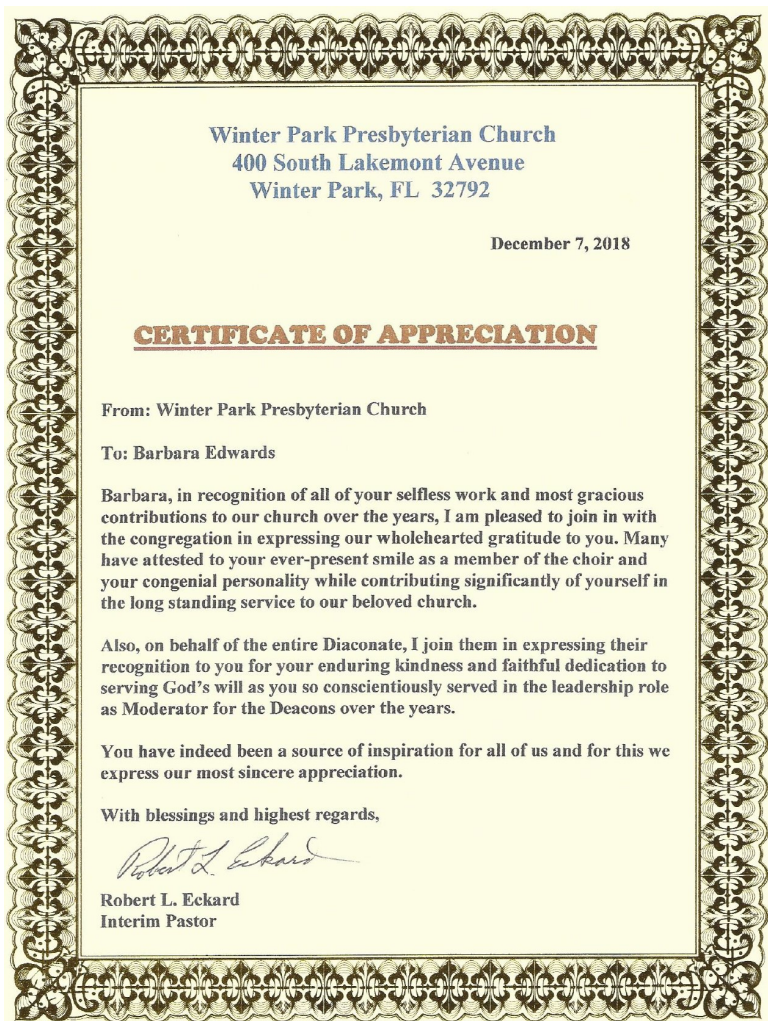 Winter Park Presbyterian Church
400 South Lakemont Avenue
Winter Park, FL 32792
December 7, 2018
CERTIFICATE OF APPRECIATION
From: Winter Park Presbyterian Church
To: Barbara Edwards
Barbara, in recognition of all of your selfless work and most gracious
contributions to our church over the years, I am pleased to join in with
the congregation in expressing our wholehearted gratitude to you. Many
have attested to your ever-present smile as a member of the choir and
your congenial personality while contributing significantly of yourself in
the long standing service to our beloved church.
Also, on behalf of the entire Diaconate, I join them in expressing their
recognition to you for your enduring kindness and faithful dedication to
serving God's will as you so conscientiously served in the leadership role
as Moderator for the Deacons over the years.
You have indeed been a source of inspiration for all of us and for this we
express our most sincere appreciation.
With blessings and highest regards,
Robert L. Eckard
Robert L. Eckard
Interim Pastor